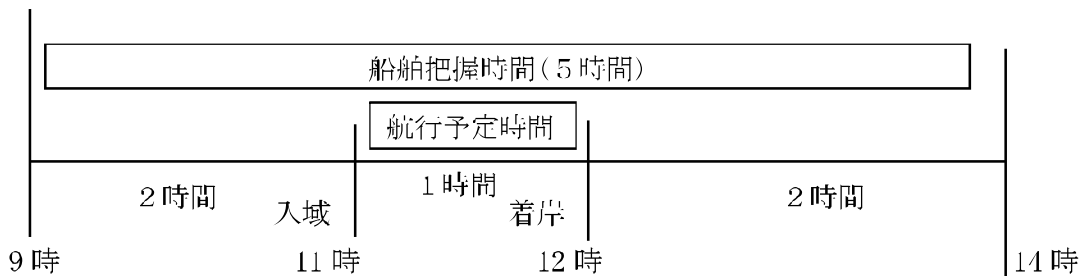 船舶把握時間(5時間)
航行予定時間
2時間
1時間
2時間
入域
着岸
9時
11時
12時
14時